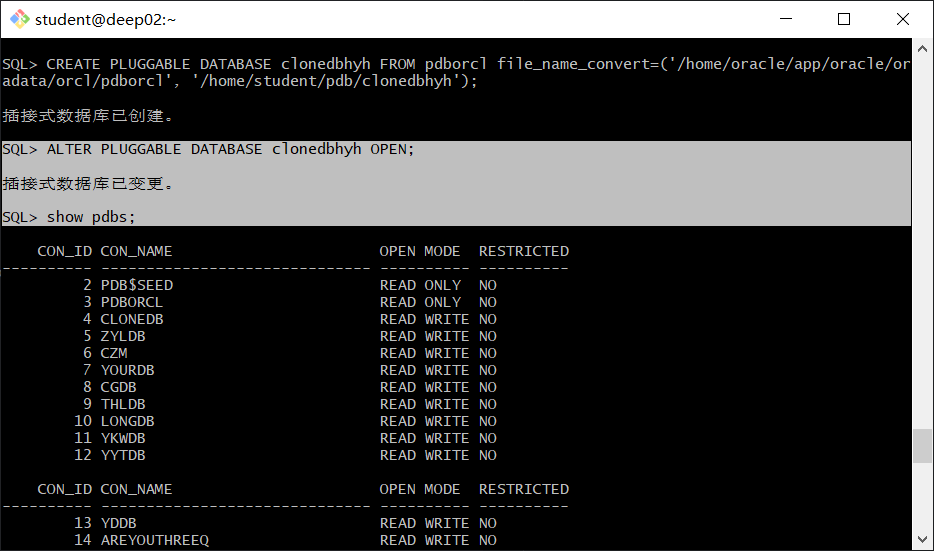 student@deep02:~
SQL> CREATE PLUGGABLE DATABASE clonedbhyh FROM pdborcl file_name_convert=('/home/oracle/app/oracle/or
adata/orcl/pdborcl', '/home/student/pdb/clonedbhyh');
插接式数据库已创建。
SQL> ALTER PLUGGABLE DATABASE clonedbhyh OPEN;
插接式数据库已变更。
SQL> show pdbs;
    CON_ID CON_NAME                       OPEN MODE  RESTRICTED
---------- ------------------------------ ---------- ----------
         2 PDB$SEED                       READ ONLY  NO
         3 PDBORCL                        READ ONLY  NO
         4 CLONEDB                        READ WRITE NO
         5 ZYLDB                          READ WRITE NO
         6 CZM                            READ WRITE NO
         7 YOURDB                         READ WRITE NO
         8 CGDB                           READ WRITE NO
         9 THLDB                          READ WRITE NO
        10 LONGDB                         READ WRITE NO
        11 YKWDB                          READ WRITE NO
        12 YYTDB                          READ WRITE NO
    CON_ID CON_NAME                       OPEN MODE  RESTRICTED
---------- ------------------------------ ---------- ----------
        13 YDDB                           READ WRITE NO
        14 AREYOUTHREEQ                   READ WRITE NO